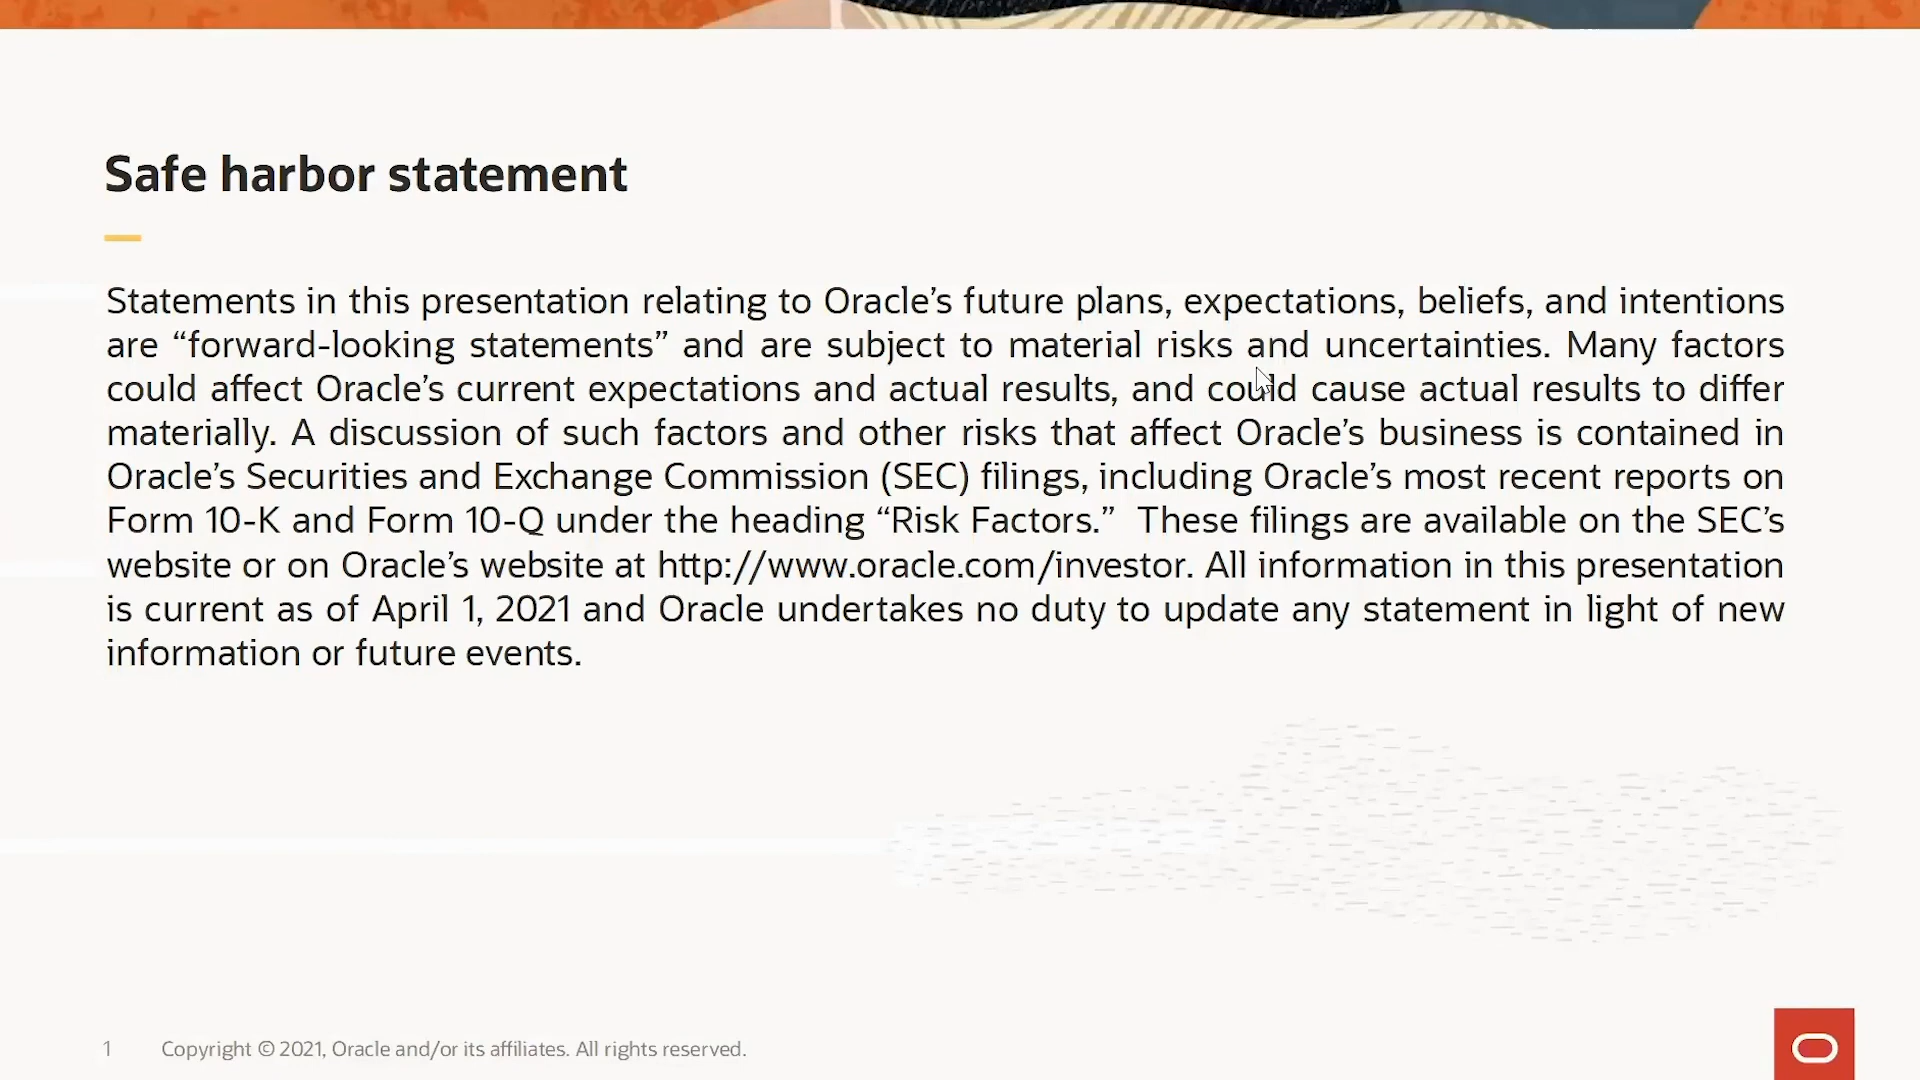 Safe harbor statement
Statements in this presentation relating to Oracle’s future plans, expectations, beliefs, and intentions
are “forward-looking statements” and are subject to material risks and uncertainties. Many factors
could affect Oracle’s current expectations and actual results, and could cause actual results to differ
materially. A discussion of such factors and other risks that affect Oracle’s business is contained in
Oracle’s Securities and Exchange Commission (SEC) filings, including Oracle’s most recent reports on
Form 10-K and Form 10-Q under the heading “Risk Factors.”  These filings are available on the SEC’s
website or on Oracle’s website at http://www.oracle.com/investor. All information in this presentation
is current as of April 1, 2021 and Oracle undertakes no duty to update any statement in light of new
information or future events.
1 Copyright © 2021, Oracle and/or its affiliates. All rights reserved.